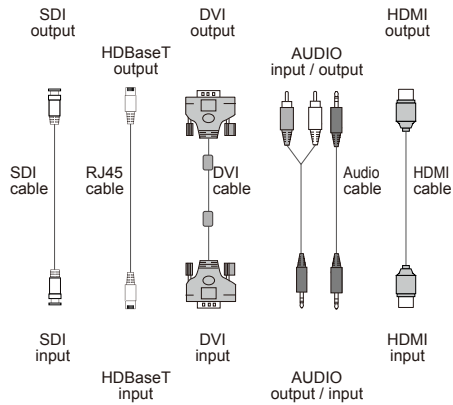 SDI
output
HDBaseT
output
DVI
output
AUDIO
input / output
HDMI
output
SDI
cable
RJ45
cable
DVI
cable
Audio
cable
HDMI
cable
SDI
input
HDBaseT
input
DVI
input
AUDIO
output / input
HDMI
input